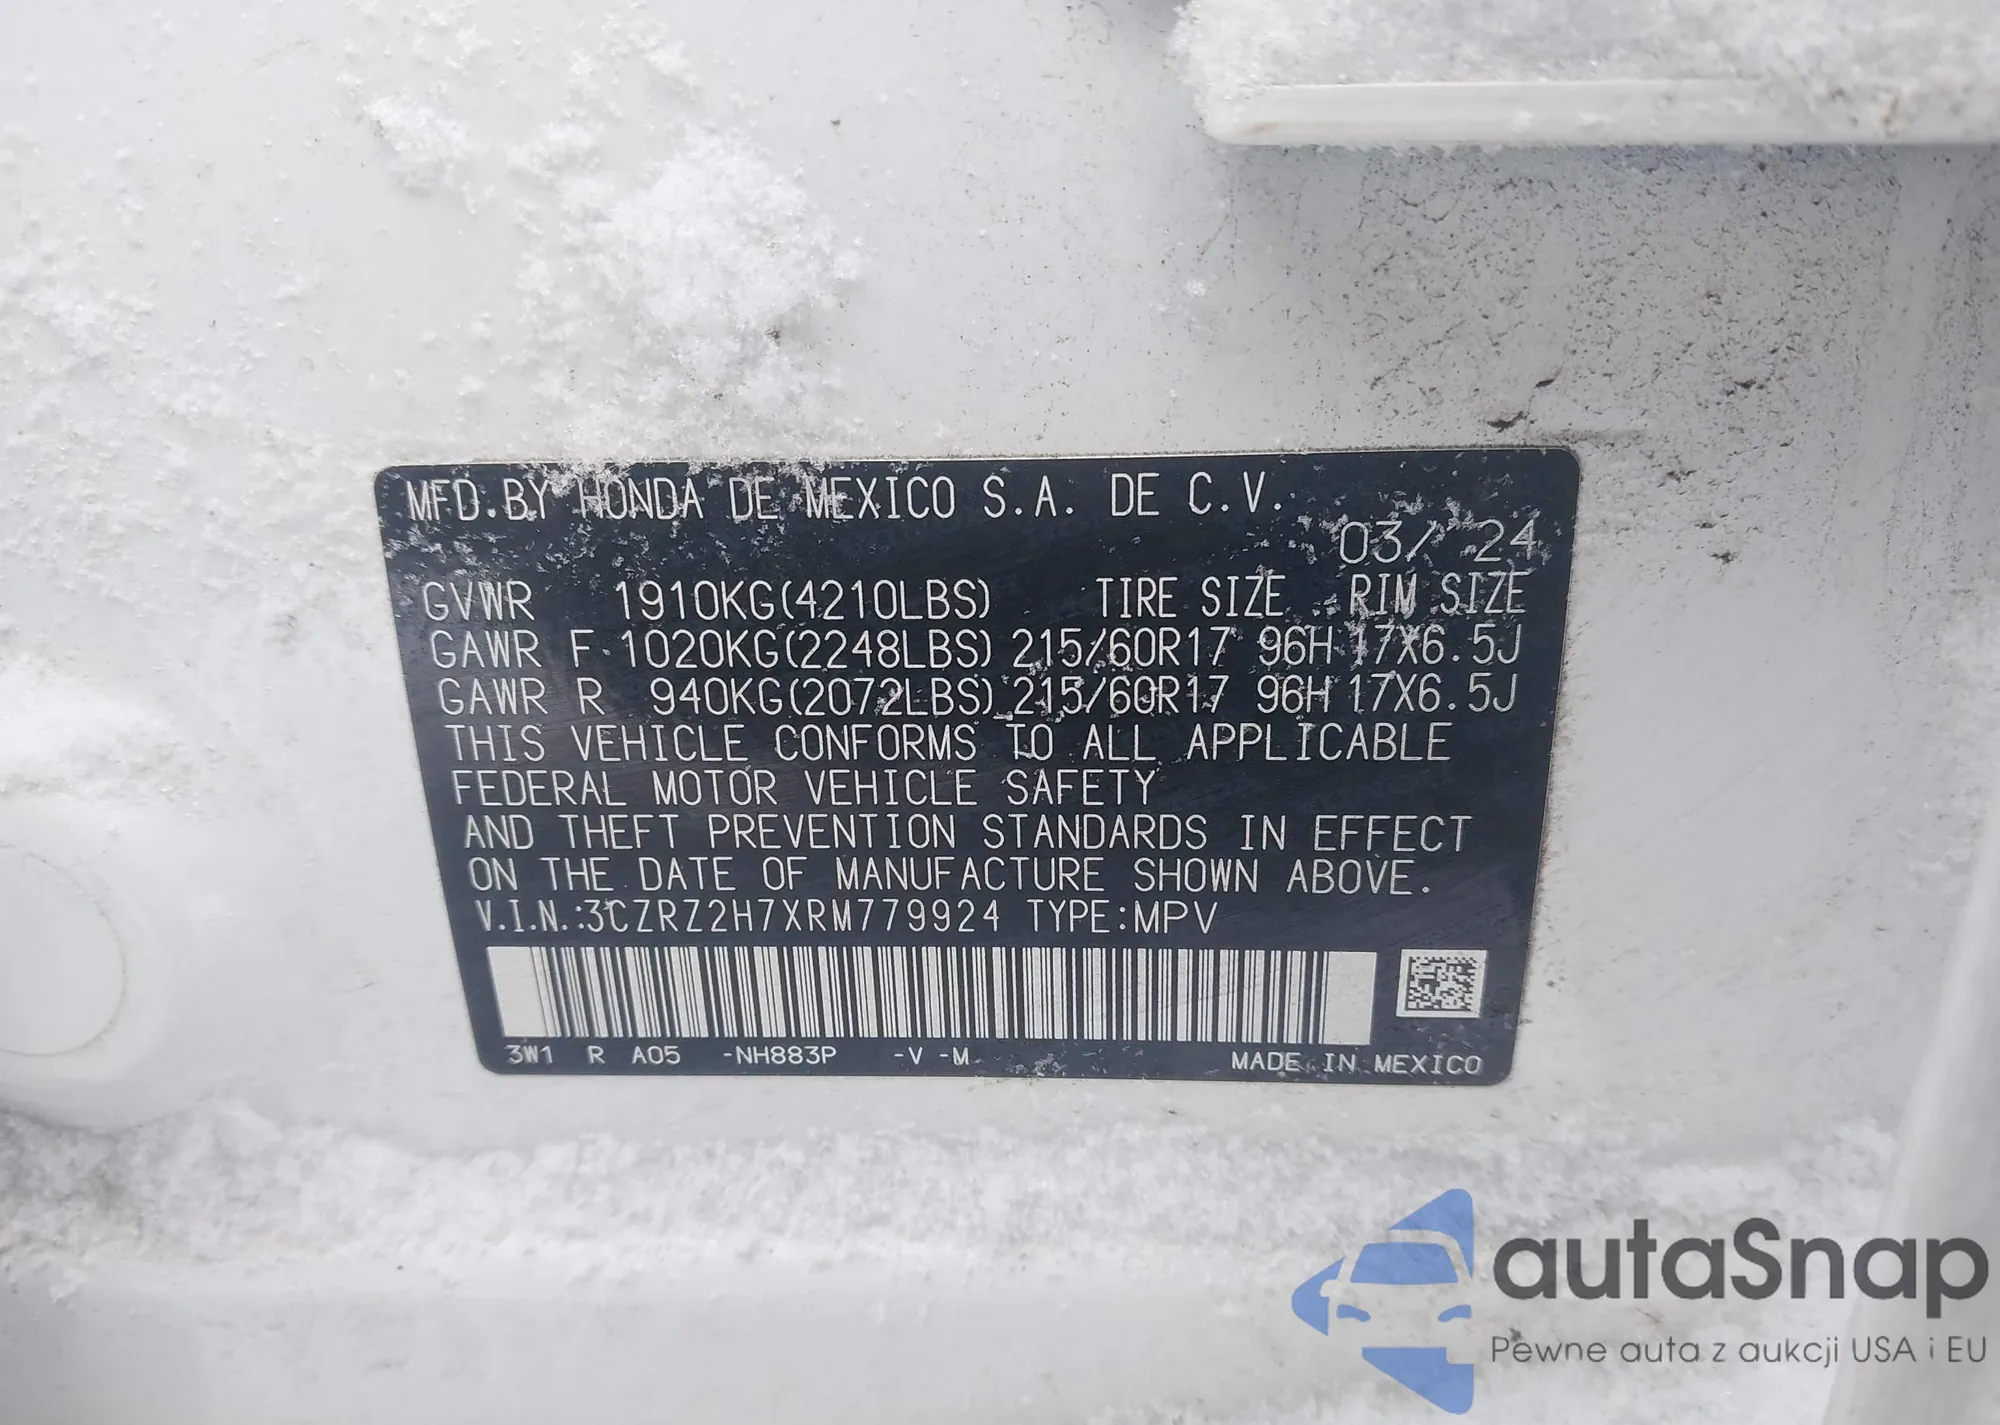 MFD.BY HONDA DE MEXICO S.A. DE C.V.
03/ 24
GVWR 1910KG(4210LBS) TIRE SIZE RIM SIZE
GAWR F 1020KG(2248LBS) 215/60R17 96H 17X6.5J
GAWR R 940KG(2072LBS) 215/60R17 96H 17X6.5J
THIS VEHICLE CONFORMS TO ALL APPLICABLE
FEDERAL MOTOR VEHICLE SAFETY
AND THEFT PREVENTION STANDARDS IN EFFECT
ON THE DATE OF MANUFACTURE SHOWN ABOVE.
V.I.N.:3CZRZ2H7XRM779924 TYPE:MPV
3W1 R A05 -NH883P -V -M
MADE IN MEXICO
autaSnap
Pewne auta z aukcji USA i EU